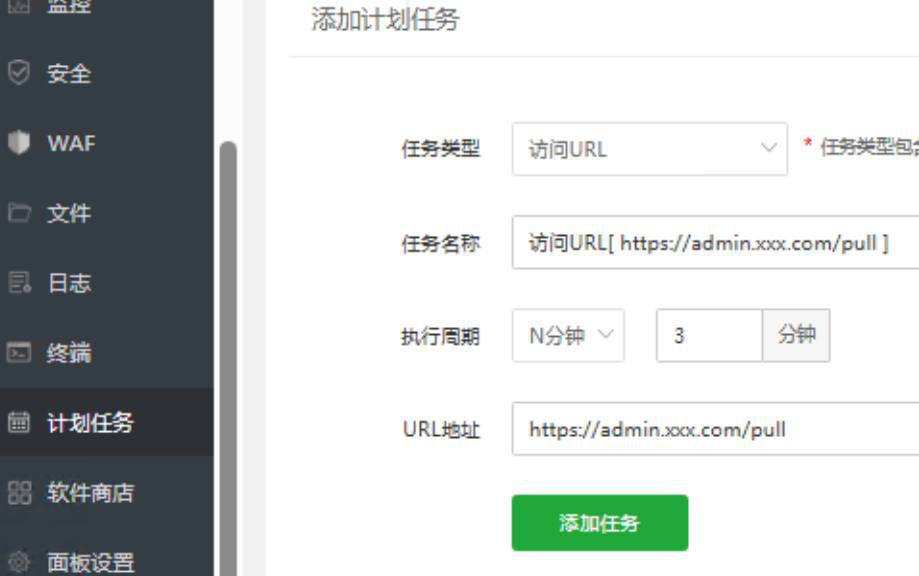 监控
安全
WAF
文件
日志
终端
计划任务
软件商店
面板设置
添加计划任务
任务类型
访问URL
* 任务类型包含
任务名称
访问URL[ https://admin.xxx.com/pull ]
执行周期
N分钟
3
分钟
URL地址
https://admin.xxx.com/pull
添加任务